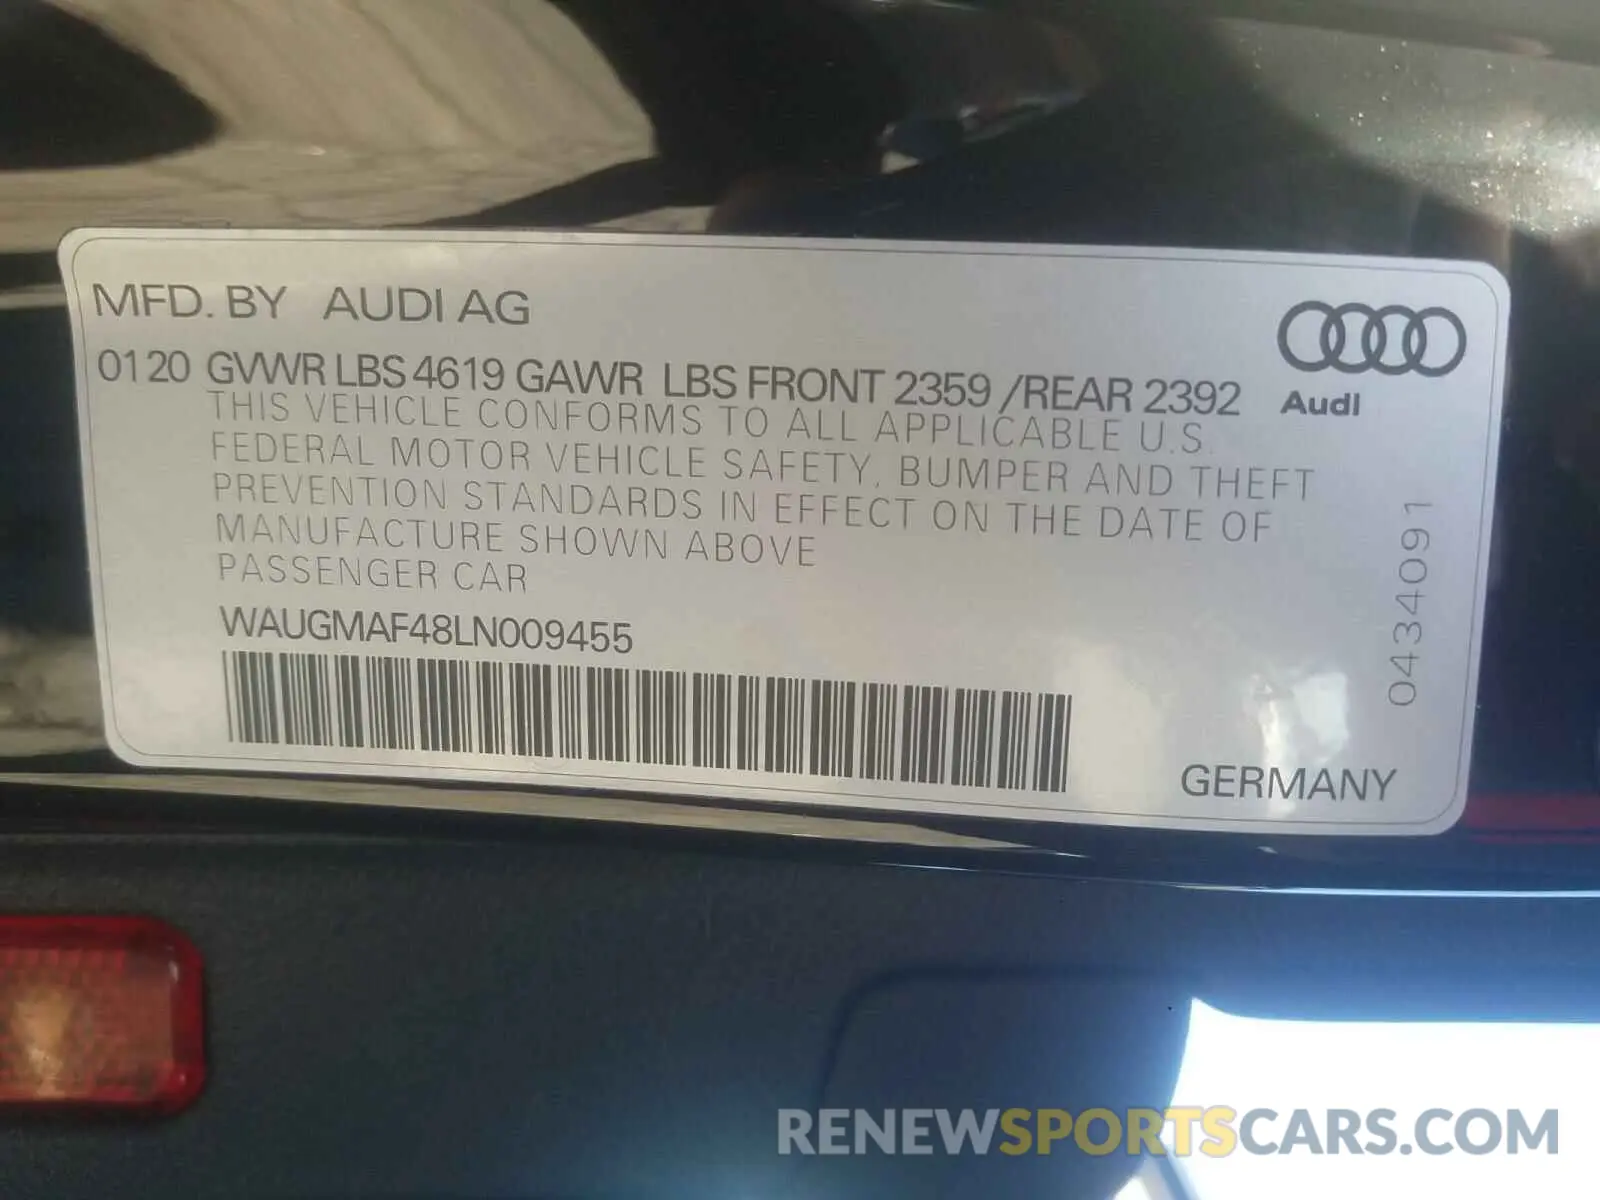 MFD. BY AUDI AG
0120 GVWR LBS 4619 GAWR LBS FRONT 2359 /REAR 2392
THIS VEHICLE CONFORMS TO ALL APPLICABLE U.S.
FEDERAL MOTOR VEHICLE SAFETY, BUMPER AND THEFT
PREVENTION STANDARDS IN EFFECT ON THE DATE OF
MANUFACTURE SHOWN ABOVE
PASSENGER CAR
WAUGMAF48LN009455
Audi
0434091
GERMANY
RENEWSPORTSCARS.COM